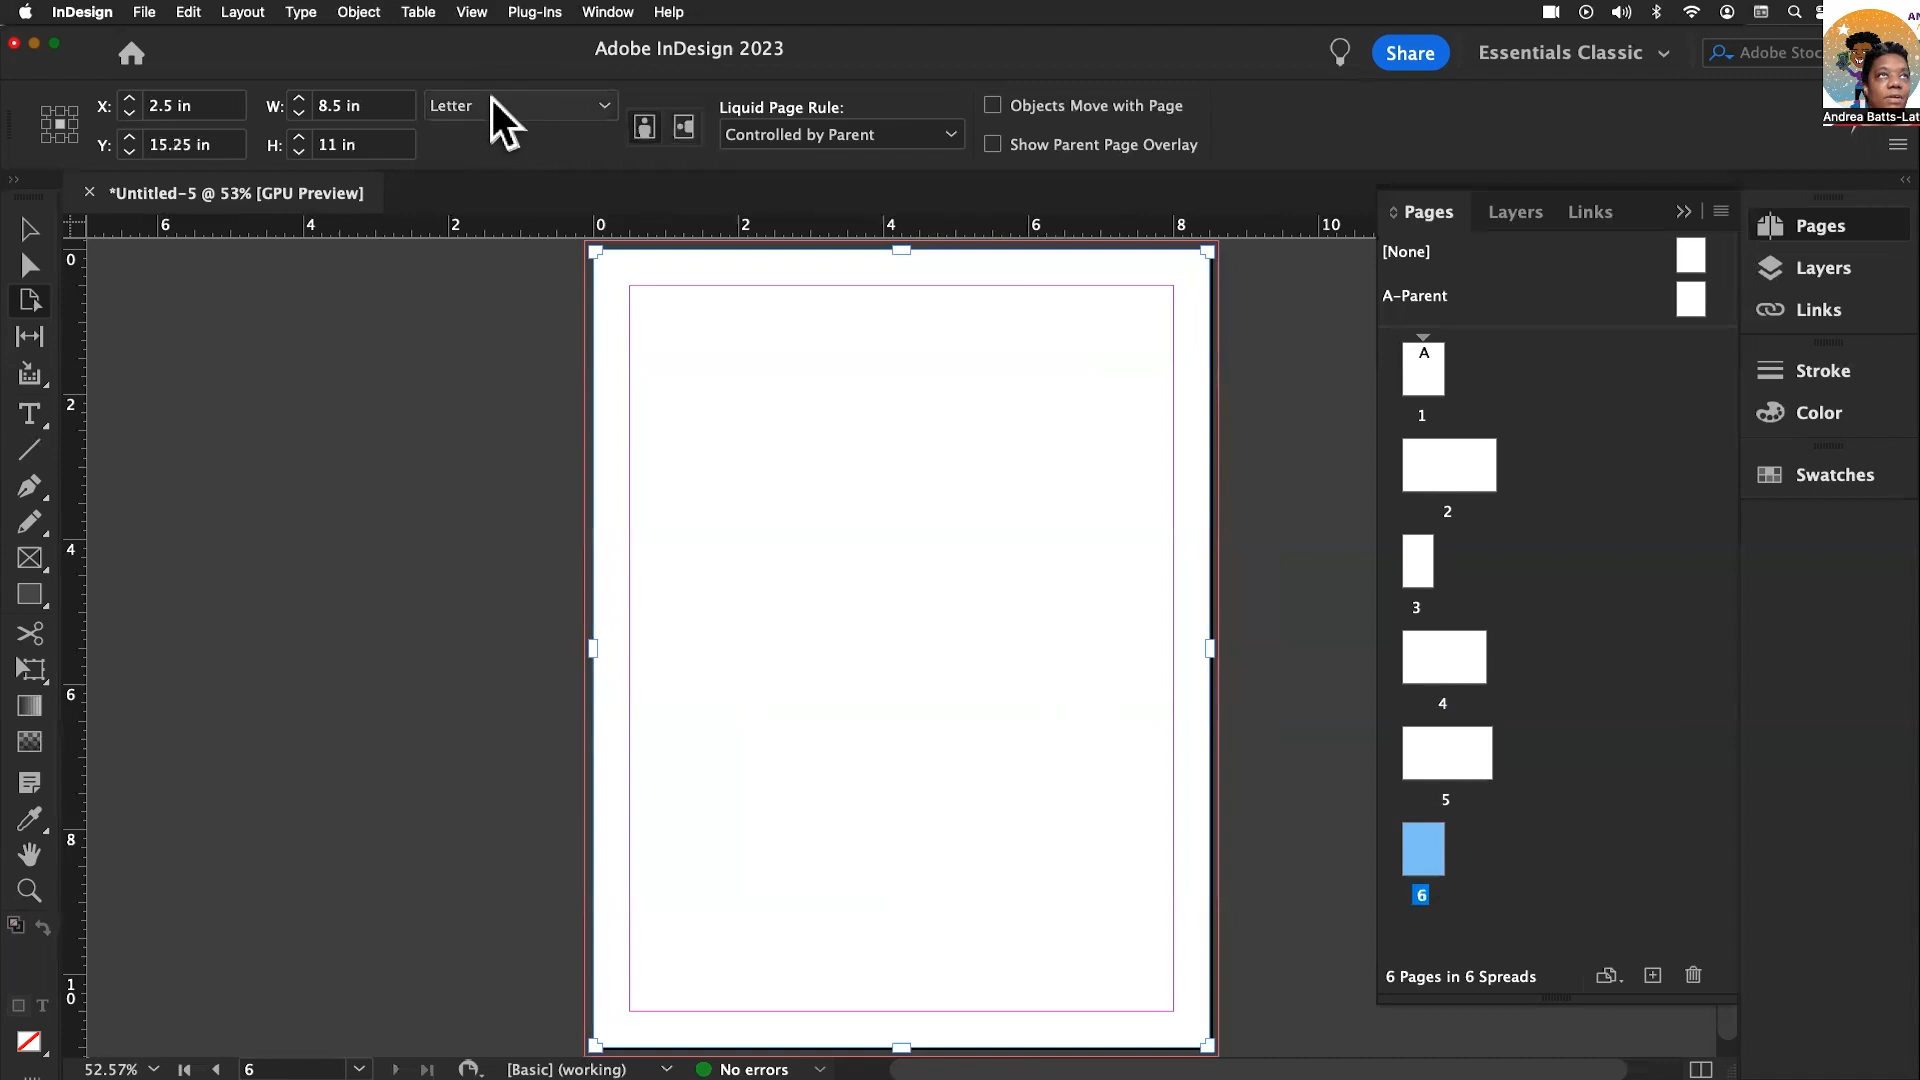 InDesign File Edit Layout Type Object Table View Plug-Ins Window Help
Adobe InDesign 2023
Share
Essentials Classic
Adobe Stoc
AN
Andrea Batts-Lat
X: 2.5 in W: 8.5 in Letter
Y: 15.25 in H: 11 in
Liquid Page Rule:
Controlled by Parent
Objects Move with Page
Show Parent Page Overlay
*Untitled-5 @ 53% [GPU Preview]
6 4 2 0 2 4 6 8 10
0
2
4
6
8
1
0
Pages Layers Links
[None]
A-Parent
A
1
2
3
4
5
6
6 Pages in 6 Spreads
Pages
Layers
Links
Stroke
Color
Swatches
52.57% 6 [Basic] (working) No errors